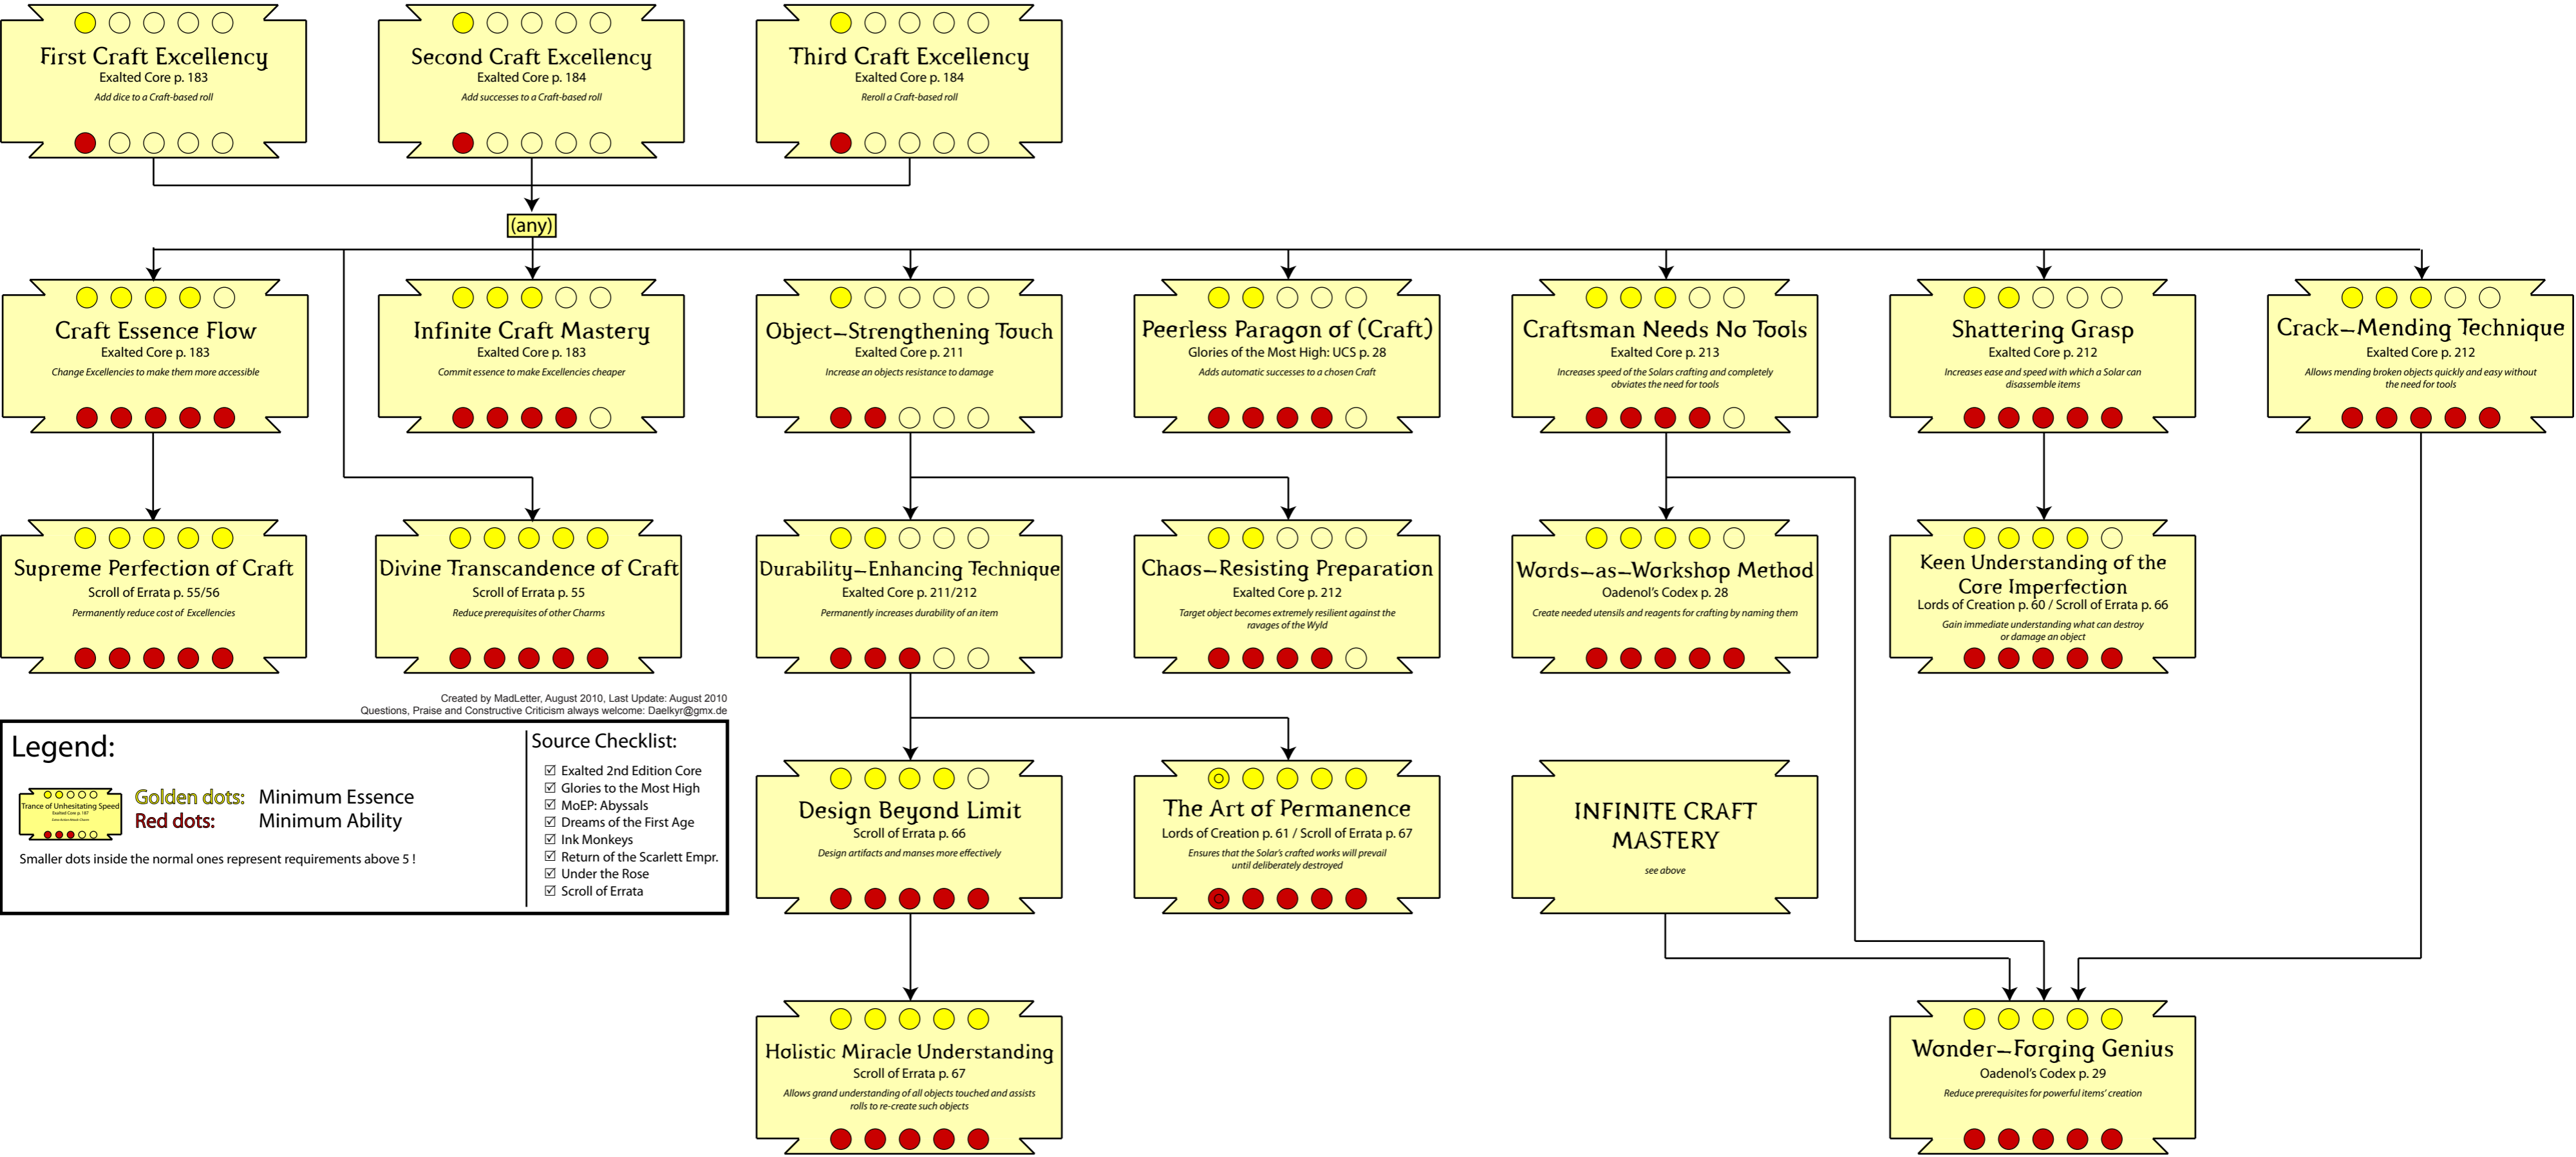 First Craft Excellency
Exalted Core p. 183
Add dice to a Craft-based roll
Second Craft Excellency
Exalted Core p. 184
Add successes to a Craft-based roll
Third Craft Excellency
Exalted Core p. 184
Reroll a Craft-based roll
(any)
Craft Essence Flow
Exalted Core p. 183
Change Excellencies to make them more accessible
Infinite Craft Mastery
Exalted Core p. 183
Commit essence to make Excellencies cheaper
Object-Strengthening Touch
Exalted Core p. 211
Increase an objects resistance to damage
Peerless Paragon of (Craft)
Glories of the Most High: UCS p. 28
Adds automatic successes to a chosen Craft
Craftsman Needs No Tools
Exalted Core p. 213
Increases speed of the Solars crafting and completely
obviates the need for tools
Shattering Grasp
Exalted Core p. 212
Increases ease and speed with which a Solar can
disassemble items
Crack-Mending Technique
Exalted Core p. 212
Allows mending broken objects quickly and easy without
the need for tools
Supreme Perfection of Craft
Scroll of Errata p. 55/56
Permanently reduce cost of Excellencies
Divine Transcendence of Craft
Scroll of Errata p. 55
Reduce prerequisites of other Charms
Durability-Enhancing Technique
Exalted Core p. 211/212
Permanently increases durability of an item
Chaos-Resisting Preparation
Exalted Core p. 212
Target object becomes extremely resilient against the
ravages of the Wyld
Words-as-Workshop Method
Oadenol's Codex p. 28
Create needed utensils and reagents for crafting by naming them
Keen Understanding of the
Core Imperfection
Lords of Creation p. 60 / Scroll of Errata p. 66
Gain immediate understanding what can destroy
or damage an object
Created by MadLetter, August 2010, Last Update: August 2010
Questions, Praise and Constructive Criticism always welcome: Daelkyr@gmx.de
Legend:
Trance of Unhesitating Speed
Exalted Core p. 187
Golden dots: Minimum Essence
Red dots: Minimum Ability
Smaller dots inside the normal ones represent requirements above 5 !
Source Checklist:
Exalted 2nd Edition Core
Glories to the Most High
MoEP: Abyssals
Dreams of the First Age
Ink Monkeys
Return of the Scarlett Empr.
Under the Rose
Scroll of Errata
Design Beyond Limit
Scroll of Errata p. 66
Design artifacts and manses more effectively
The Art of Permanence
Lords of Creation p. 61 / Scroll of Errata p. 67
Ensures that the Solar's crafted works will prevail
until deliberately destroyed
INFINITE CRAFT
MASTERY
see above
Holistic Miracle Understanding
Scroll of Errata p. 67
Allows grand understanding of all objects touched and assists
rolls to re-create such objects
Wonder-Forging Genius
Oadenol's Codex p. 29
Reduce prerequisites for powerful items' creation